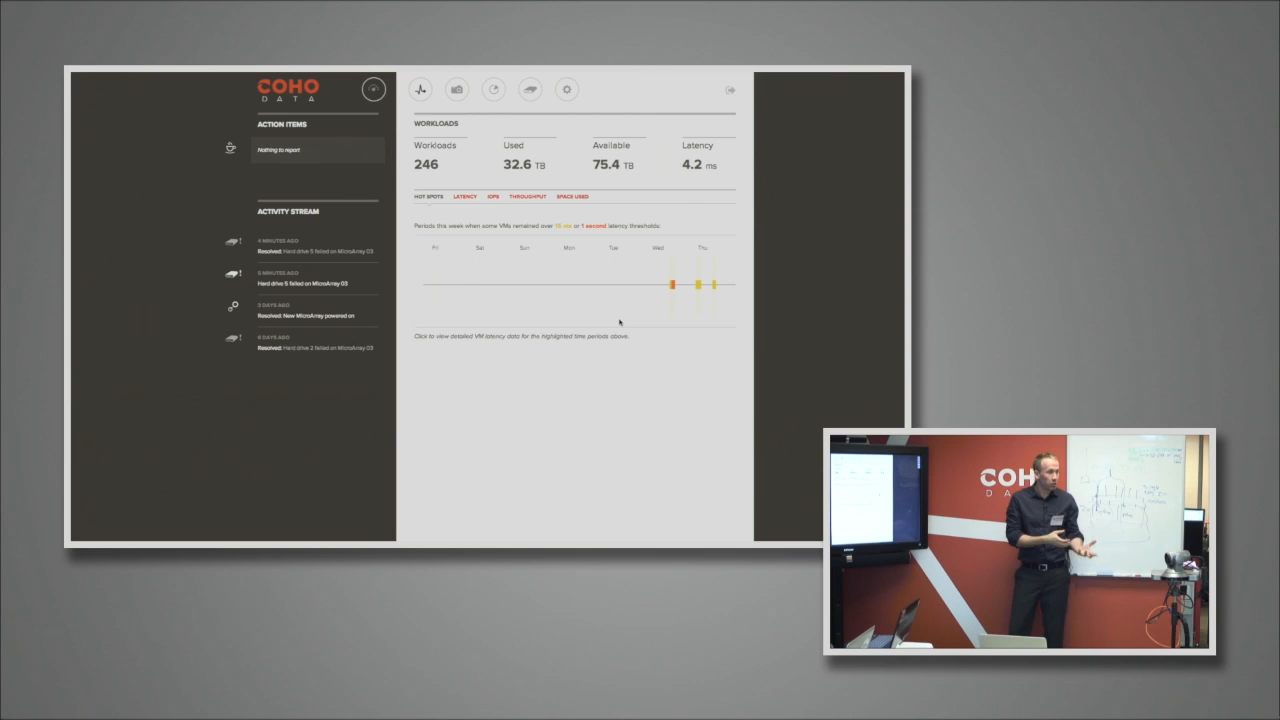 COHO
DATA
ACTION ITEMS
Nothing to report
ACTIVITY STREAM
4 MINUTES AGO
Resolved: Hard drive 5 failed on MicroArray 03
5 MINUTES AGO
Hard drive 5 failed on MicroArray 03
3 DAYS AGO
Resolved: New MicroArray powered on
6 DAYS AGO
Resolved: Hard drive 2 failed on MicroArray 03
WORKLOADS
Workloads Used Available Latency
246 32.6 TB 75.4 TB 4.2 ms
HOT SPOTS LATENCY IOPS THROUGHPUT SPACE USED
Periods this week when some VMs remained over 15 ms or 1 second latency thresholds:
Fri Sat Sun Mon Tue Wed Thu
Click to view detailed VM latency data for the highlighted time periods above.
COH
D A